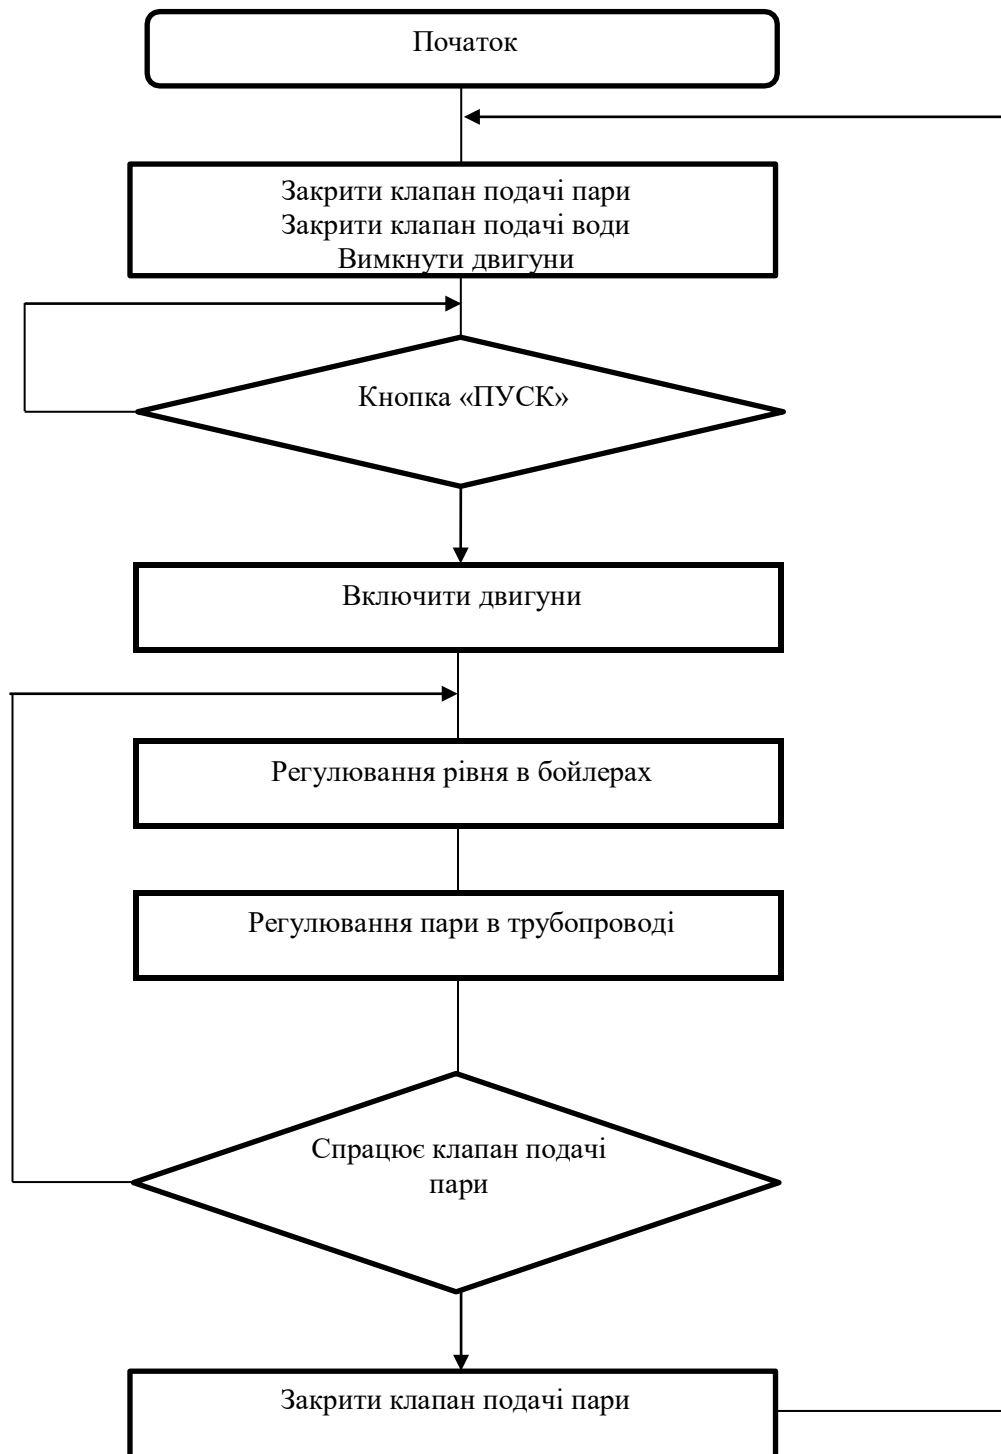 Початок
Закрити клапан подачі пари
Закрити клапан подачі води
Вимкнути двигуни
Кнопка «ПУСК»
Включити двигуни
Регулювання рівня в бойлерах
Регулювання пари в трубопроводі
Спрацює клапан подачі
пари
Закрити клапан подачі пари